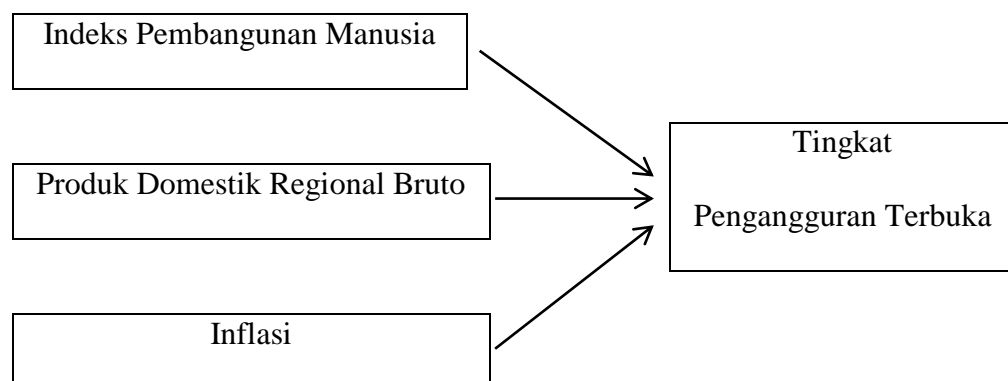 Indeks Pembangunan Manusia
Produk Domestik Regional Bruto
Inflasi
Tingkat
Pengangguran Terbuka